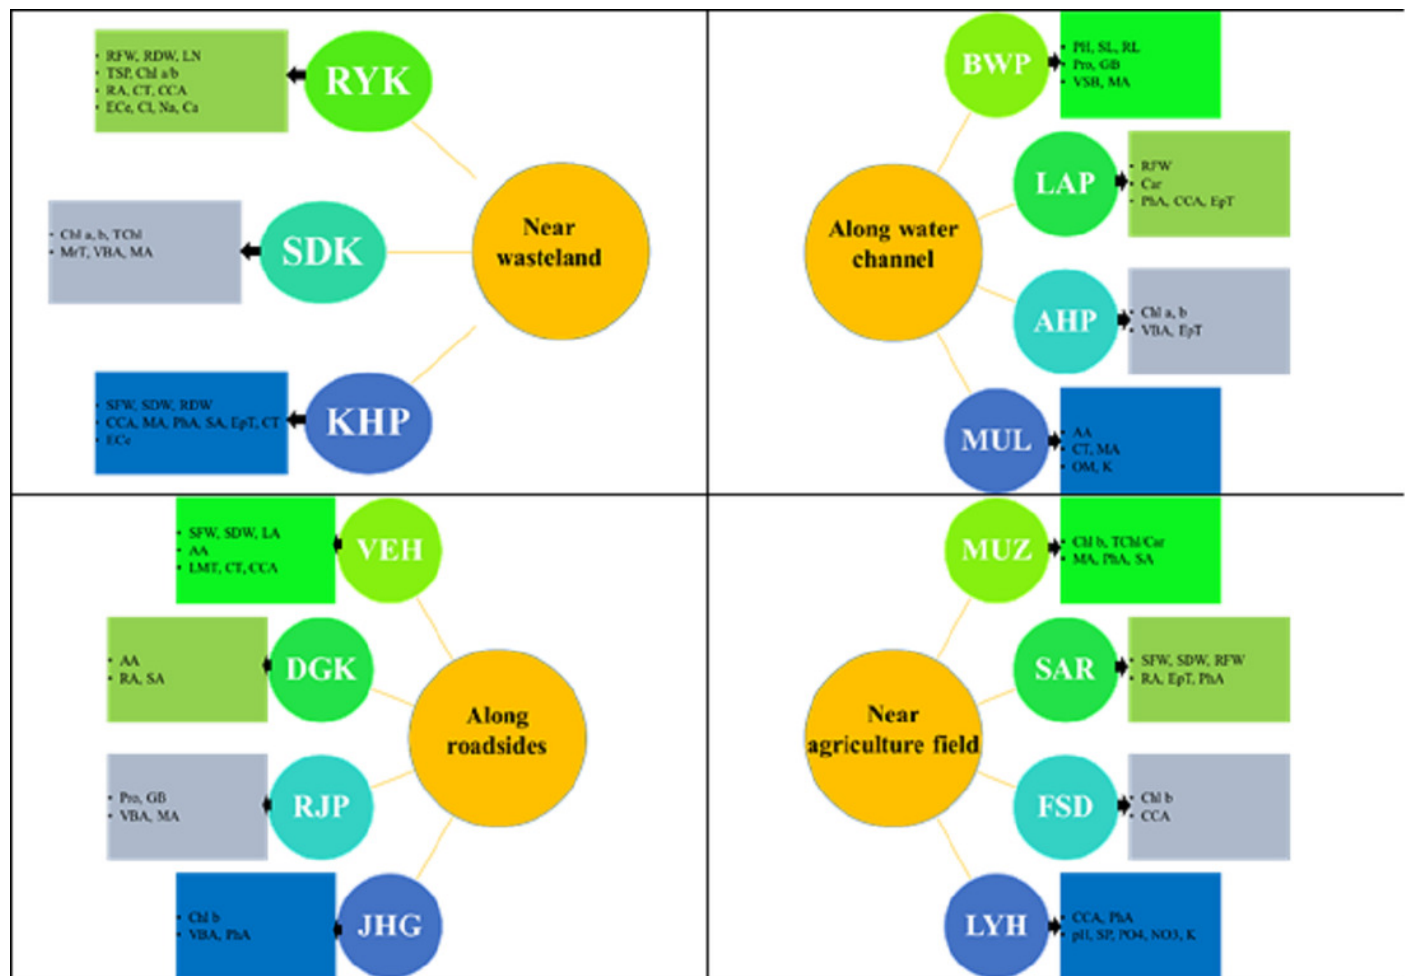 RYK
• RFW, RDW, LN
• TSP, Chl a/b
• RA, CT, CCA
• ECe, Cl, Na, Ca
SDK
• Chl a, b, TChl
• MrT, VBA, MA
KHP
• SFW, SDW, RDW
• CCA, MA, PhA, SA, EpT, CT
• ECe
Near
wasteland
BWP
• PH, SL, RL
• Pro, GB
• VSB, MA
LAP
• RFW
• Car
• PhA, CCA, EpT
AHP
• Chl a, b
• VBA, EpT
MUL
• AA
• CT, MA
• OM, K
Along water
channel
VEH
• SFW, SDW, LA
• AA
• LMT, CT, CCA
DGK
• AA
• RA, SA
RJP
• Pro, GB
• VBA, MA
JHG
• Chl b
• VBA, PhA
Along
roadsides
MUZ
• Chl b, TChl/Car
• MA, PhA, SA
SAR
• SFW, SDW, RFW
• RA, EpT, PhA
FSD
• Chl b
• CCA
LYH
• CCA, PhA
• pH, SP, PO4, NO3, K
Near
agriculture field